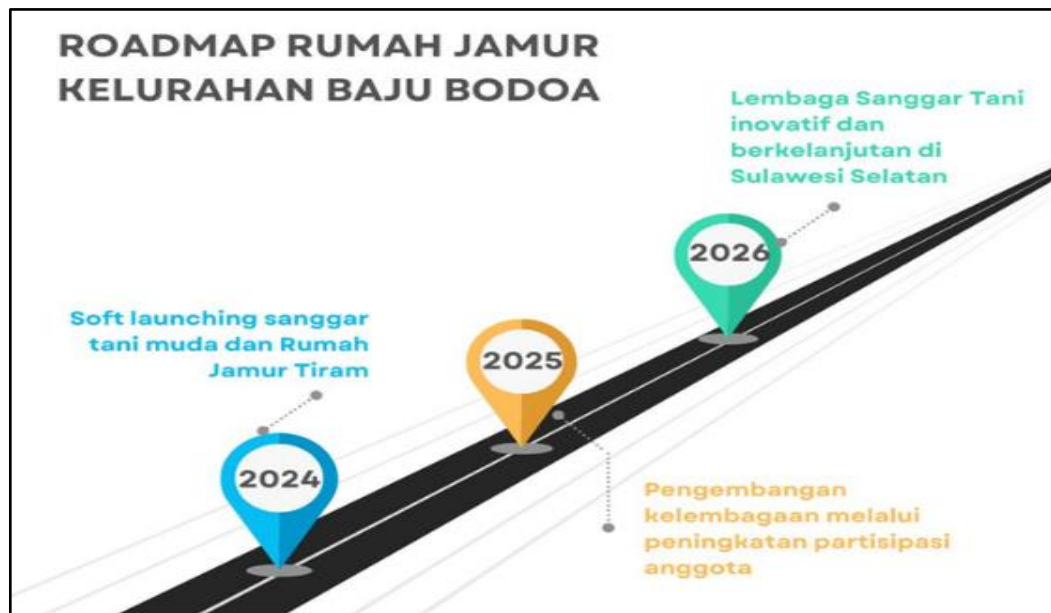 ROADMAP RUMAH JAMUR
KELURAHAN BAJU BODOA
Lembaga Sanggar Tani
inovatif dan
berkelanjutan di
Sulawesi Selatan
2026
Soft launching sanggar
tani muda dan Rumah
Jamur Tiram
2025
2024
Pengembangan
kelembagaan melalui
peningkatan partisipasi
anggota